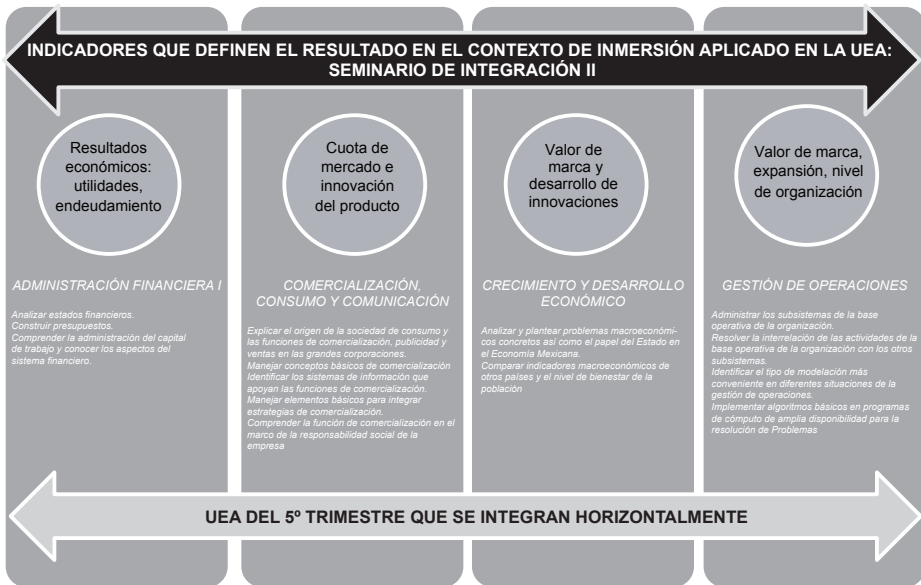 INDICADORES QUE DEFINEN EL RESULTADO EN EL CONTEXTO DE INMERSIÓN APLICADO EN LA UEA:
SEMINARIO DE INTEGRACIÓN II
Resultados
económicos:
utilidades,
endeudamiento
Cuota de
mercado e
innovación
del producto
Valor de
marca y
desarrollo de
innovaciones
Valor de marca,
expansión, nivel
de organización
ADMINISTRACIÓN FINANCIERA I
Analizar estados financieros.
Construir presupuestos.
Comprender la administración del capital
de trabajo y conocer los aspectos del
sistema financiero.
COMERCIALIZACIÓN,
CONSUMO Y COMUNICACIÓN
Explicar el origen de la sociedad de consumo y
las funciones de comercialización, publicidad y
ventas en las grandes corporaciones.
Manejar conceptos básicos de comercialización
Identificar los sistemas de información que
apoyan las funciones de comercialización.
Manejar elementos básicos para integrar
estrategias de comercialización.
Comprender la función de comercialización en el
marco de la responsabilidad social de la
empresa
CRECIMIENTO Y DESARROLLO
ECONÓMICO
Analizar y plantear problemas macroeconómi-
cos concretos así como el papel del Estado en
el Economía Mexicana.
Comparar indicadores macroeconómicos de
otros países y el nivel de bienestar de la
población
GESTIÓN DE OPERACIONES
Administrar los subsistemas de la base
operativa de la organización.
Resolver la interrelación de las actividades de la
base operativa de la organización con los otros
subsistemas.
Identificar el tipo de modelación más
conveniente en diferentes situaciones de la
gestión de operaciones.
Implementar algoritmos básicos en programas
de cómputo de amplia disponibilidad para la
resolución de Problemas
UEA DEL 5º TRIMESTRE QUE SE INTEGRAN HORIZONTALMENTE